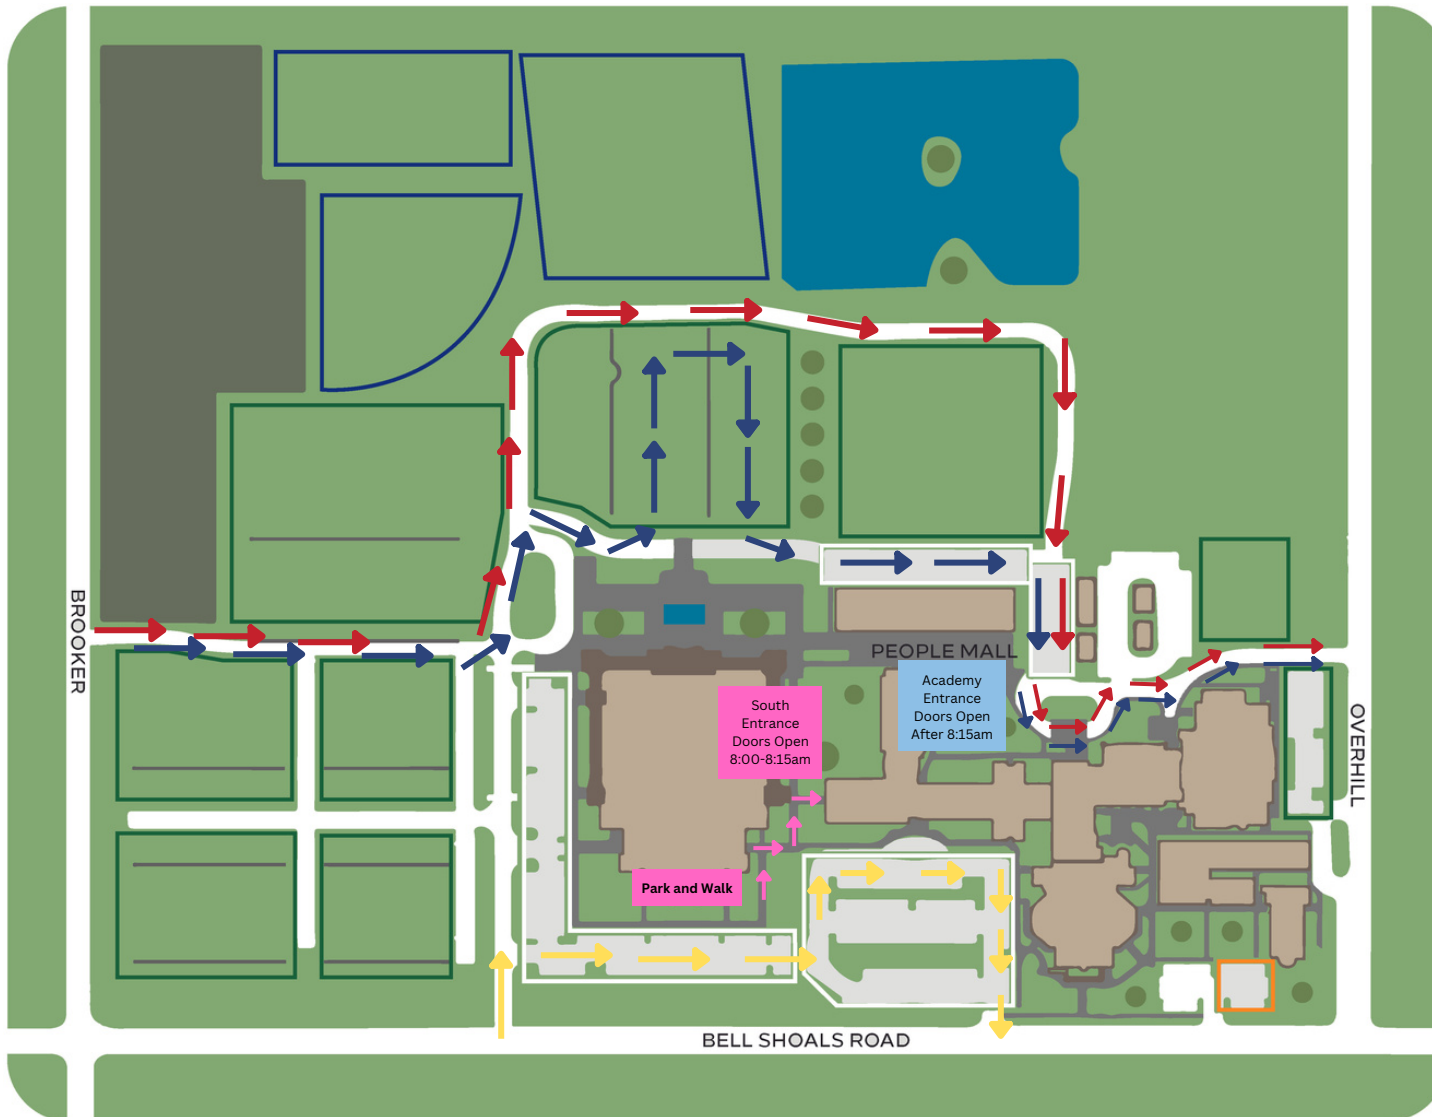 BROOKER
PEOPLE MALL
Academy
Entrance
Doors Open
After 8:15am
South
Entrance
Doors Open
8:00-8:15am
OVERHILL
Park and Walk
BELL SHOALS ROAD